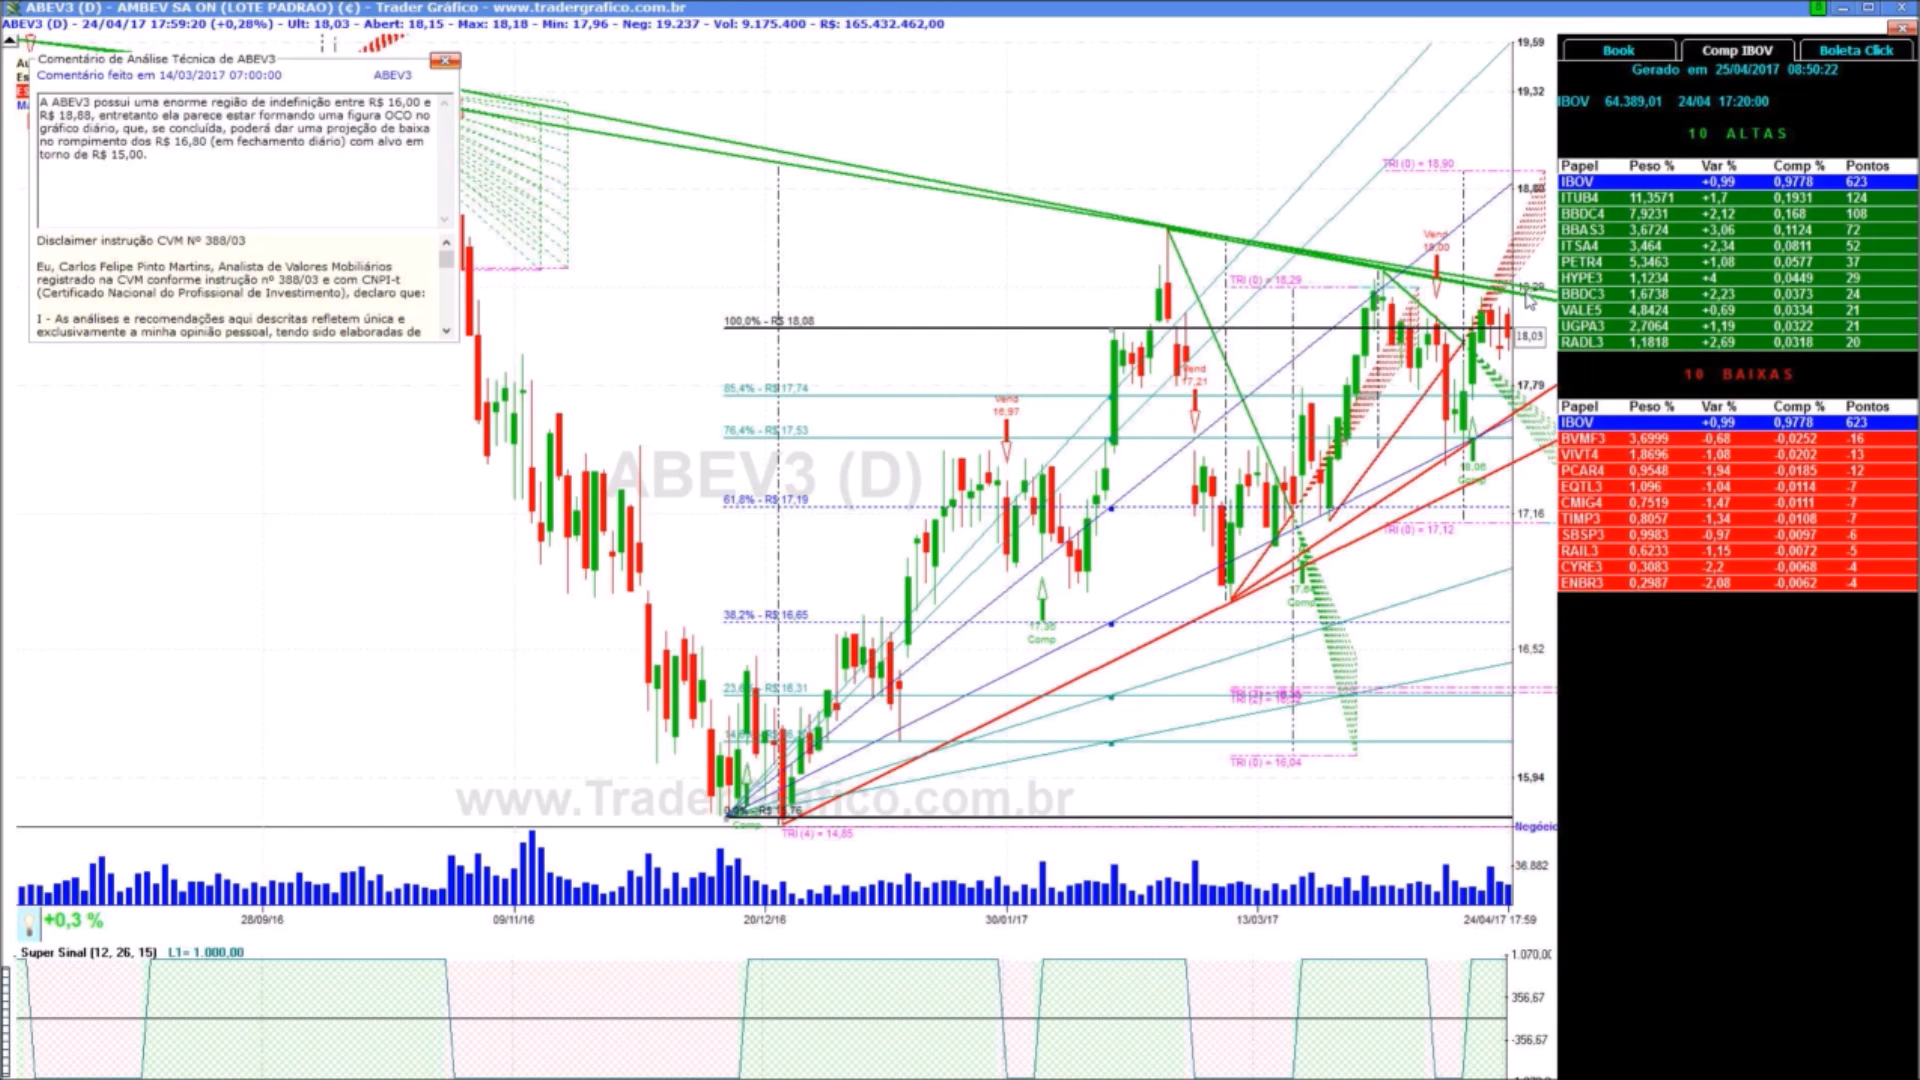 ABEV3 (D) - AMBEV SA ON (LOTE PADRAO) (c) - Trader Gráfico - www.tradergrafico.com.br
ABEV3 (D) - 24/04/17 17:59:20 (+0,28%) - Ult: 18,03 - Abert: 18,15 - Max: 18,18 - Min: 17,96 - Neg: 19.237 - Vol: 9.175.400 - R$: 165.432.462,00
Comentário de Análise Técnica de ABEV3
Comentário feito em 14/03/2017 07:00:00 ABEV3
A ABEV3 possui uma enorme região de indefinição entre R$ 16,00 e
R$ 18,88, entretanto ela parece estar formando uma figura OCO no
gráfico diário, que, se concluída, poderá dar uma projeção de baixa
no rompimento dos R$ 16,80 (em fechamento diário) com alvo em
torno de R$ 15,00.
Disclaimer instrução CVM Nº 388/03
Eu, Carlos Felipe Pinto Martins, Analista de Valores Mobiliários
registrado na CVM conforme instrução nº 388/03 e com CNPI-t
(Certificado Nacional do Profissional de Investimento), declaro que:
I - As análises e recomendações aqui descritas refletem única e
exclusivamente a minha opinião pessoal, tendo sido elaboradas de
19,59
19,32
TRI (0) = 18,90
Vend
18,00
TRI (0) = 18,29
100,0% - R$ 18,08
18,03
85,4% - R$ 17,74
17,79
Vend
17,21
Vend
16,97
76,4% - R$ 17,53
ABEV3 (D)
18,06
Comp
61,8% - R$ 17,19
17,16
TRI (0) = 17,12
Comp
38,2% - R$ 16,65
Comp
16,52
23,6% - R$ 16,31
TRI (0) = 16,04
15,94
www.TraderGrafico.com.br
Comp
TRI (4) = 14,85
Negócio
36.882
28/09/16 09/11/16 20/12/16 30/01/17 13/03/17 24/04/17 17:59
+0,3 %
Super Sinal (12, 26, 15) L1= 1.000,00
1.070,00
356,67
-356,67
Book Comp IBOV Boleta Click
Gerado em 25/04/2017 08:50:22
IBOV 64.389,01 24/04 17:20:00
10 ALTAS
Papel Peso % Var % Comp % Pontos
IBOV +0,99 0,9778 623
ITUB4 11,3571 +1,7 0,1931 124
BBDC4 7,9231 +2,12 0,168 108
BBAS3 3,6724 +3,06 0,1124 72
ITSA4 3,464 +2,34 0,0811 52
PETR4 5,3463 +1,08 0,0577 37
HYPE3 1,1234 +4 0,0449 29
BBDC3 1,6738 +2,23 0,0373 24
VALE5 4,8424 +0,69 0,0334 21
UGPA3 2,7064 +1,19 0,0322 21
RADL3 1,1818 +2,69 0,0318 20
10 BAIXAS
Papel Peso % Var % Comp % Pontos
IBOV +0,99 0,9778 623
BVMF3 3,6999 -0,68 -0,0252 -16
VIVT4 1,8696 -1,08 -0,0202 -13
PCAR4 0,9548 -1,94 -0,0185 -12
EQTL3 1,096 -1,04 -0,0114 -7
CMIG4 0,7519 -1,47 -0,0111 -7
TIMP3 0,8057 -1,34 -0,0108 -7
SBSP3 0,9983 -0,97 -0,0097 -6
RAIL3 0,6233 -1,15 -0,0072 -5
CYRE3 0,3083 -2,2 -0,0068 -4
ENBR3 0,2987 -2,08 -0,0062 -4